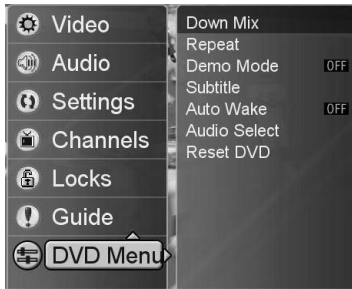 Video
Audio
Settings
Channels
Locks
Guide
DVD Menu
Down Mix
Repeat
Demo Mode OFF
Subtitle
Auto Wake OFF
Audio Select
Reset DVD